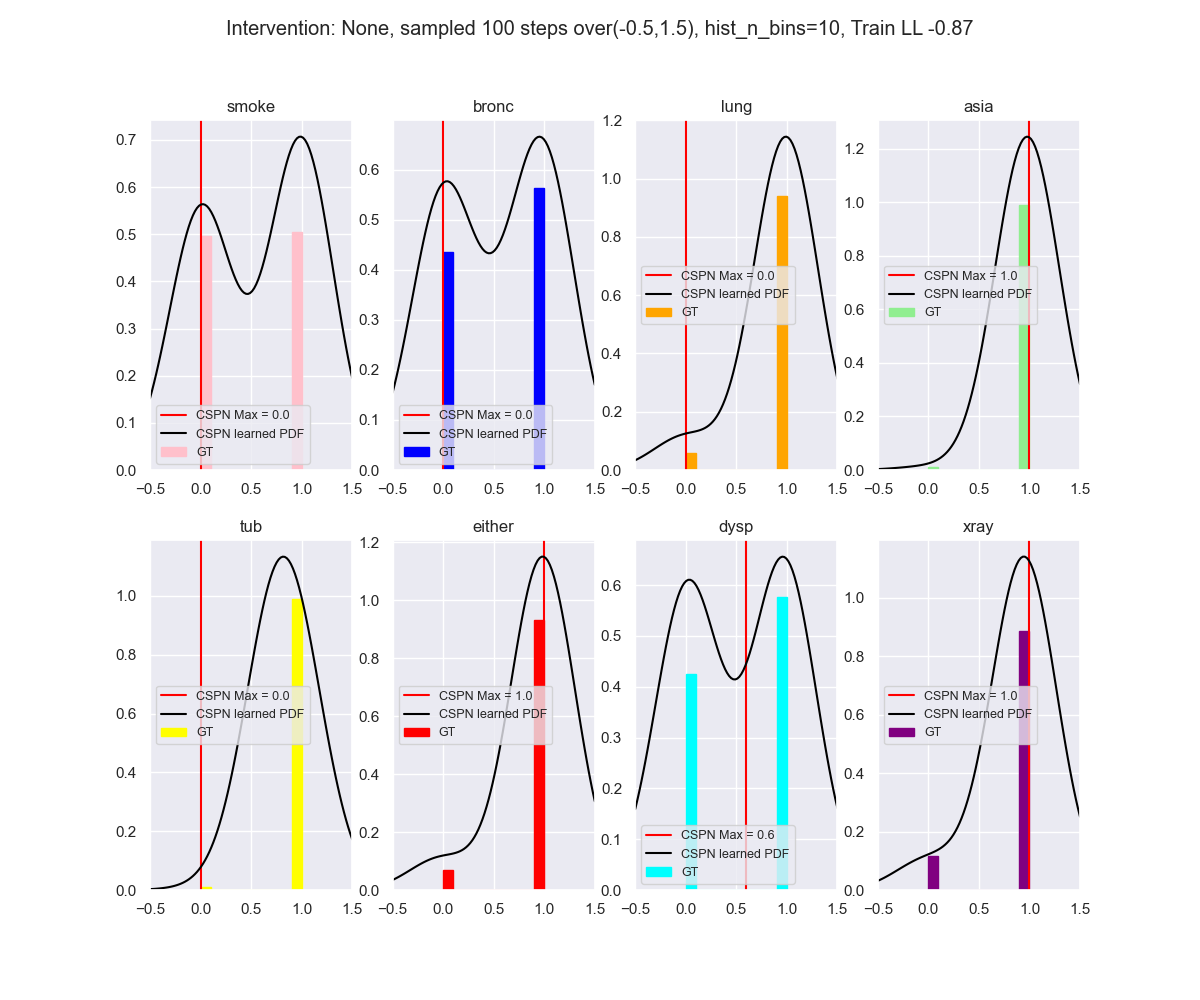 Intervention: None, sampled 100 steps over(-0.5,1.5), hist_n_bins=10, Train LL -0.87
smoke
0.7
0.6
0.5
0.4
0.3
0.2
0.1
0.0
−0.5 0.0 0.5 1.0 1.5
CSPN Max = 0.0
CSPN learned PDF
GT
bronc
0.6
0.5
0.4
0.3
0.2
0.1
0.0
−0.5 0.0 0.5 1.0 1.5
CSPN Max = 0.0
CSPN learned PDF
GT
lung
1.2
1.0
0.8
0.6
0.4
0.2
0.0
−0.5 0.0 0.5 1.0 1.5
CSPN Max = 0.0
CSPN learned PDF
GT
asia
1.2
1.0
0.8
0.6
0.4
0.2
0.0
−0.5 0.0 0.5 1.0 1.5
CSPN Max = 1.0
CSPN learned PDF
GT
tub
1.0
0.8
0.6
0.4
0.2
0.0
−0.5 0.0 0.5 1.0 1.5
CSPN Max = 0.0
CSPN learned PDF
GT
either
1.2
1.0
0.8
0.6
0.4
0.2
0.0
−0.5 0.0 0.5 1.0 1.5
CSPN Max = 1.0
CSPN learned PDF
GT
dysp
0.6
0.5
0.4
0.3
0.2
0.1
0.0
−0.5 0.0 0.5 1.0 1.5
CSPN Max = 0.6
CSPN learned PDF
GT
xray
1.0
0.8
0.6
0.4
0.2
0.0
−0.5 0.0 0.5 1.0 1.5
CSPN Max = 1.0
CSPN learned PDF
GT